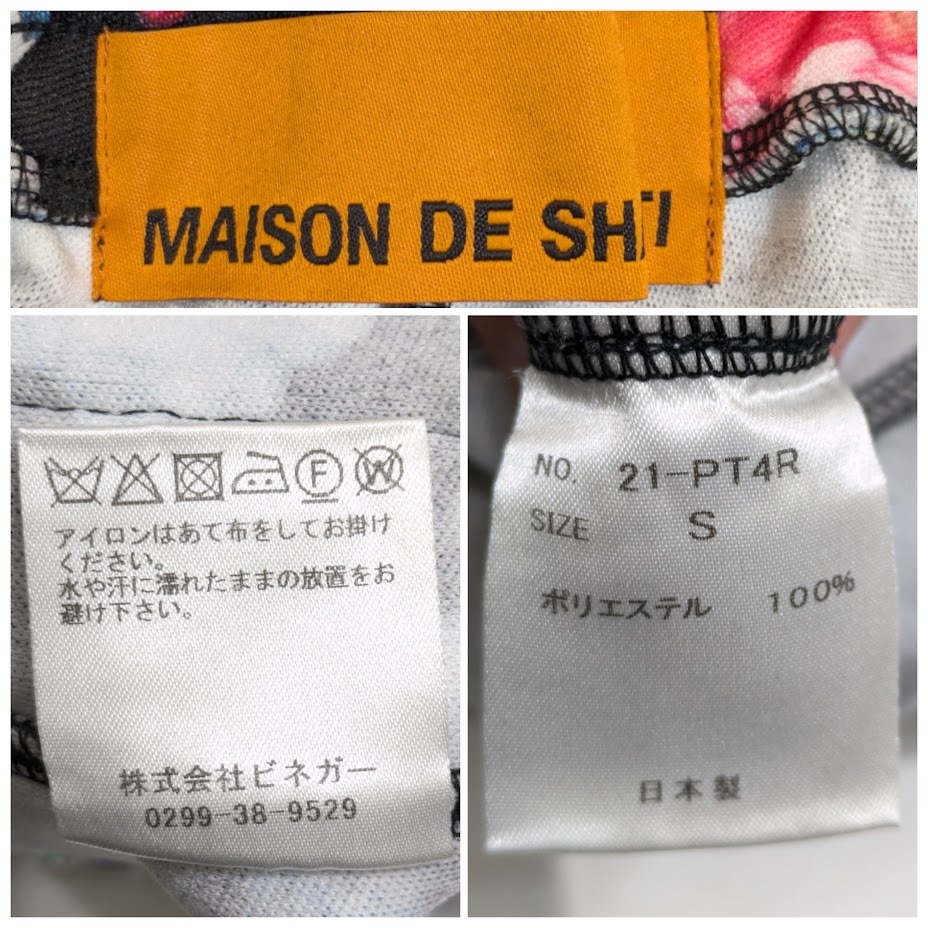 MAISON DE SH TI
アイロンはあて布をしてお掛け
ください。
水や汗に濡れたままの放置をお
避け下さい。
株式会社ビネガー
0299-38-9529
NO. 21-PT4R
SIZE S
ポリエステル 100%
日本製